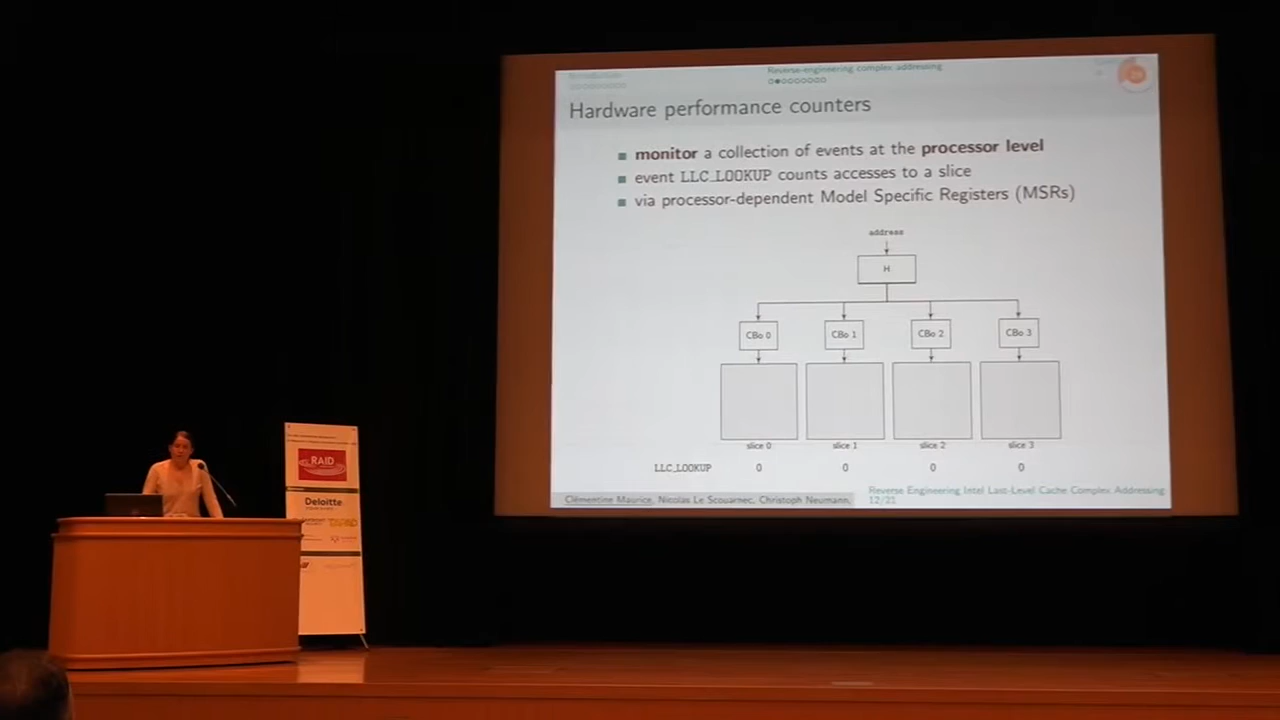 Reverse-engineering complex addressing
Hardware performance counters
monitor a collection of events at the processor level
event LLC_LOOKUP counts accesses to a slice
via processor-dependent Model Specific Registers (MSRs)
address
H
CBo 0 CBo 1 CBo 2 CBo 3
slice 0 slice 1 slice 2 slice 3
LLC_LOOKUP 0 0 0 0
Clémentine Maurice, Nicolas Le Scouarnec, Christoph Neumann,
Reverse Engineering Intel Last-Level Cache Complex Addressing
12/21
RAID
Deloitte